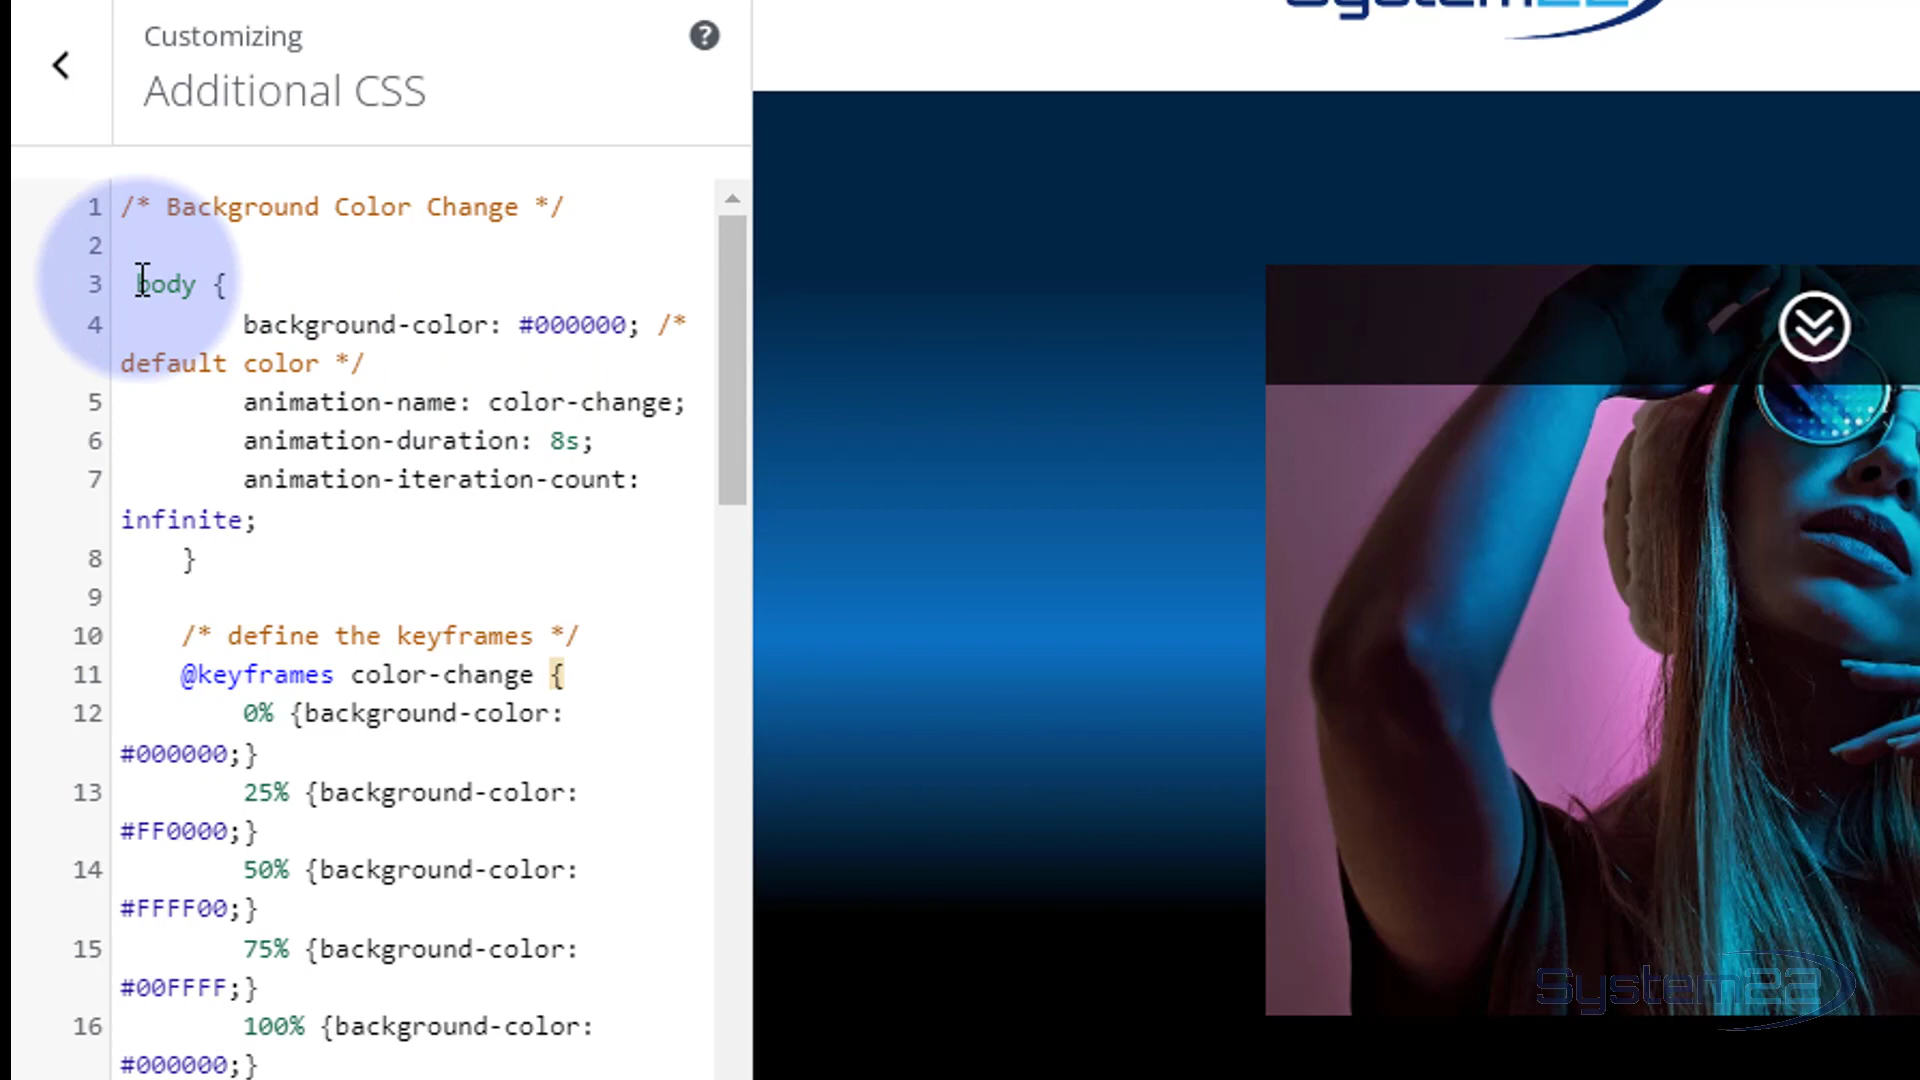 System22
Customizing
?
Additional CSS
1 /* Background Color Change */
2
3 body {
4 background-color: #000000; /*
default color */
5 animation-name: color-change;
6 animation-duration: 8s;
7 animation-iteration-count:
infinite;
8 }
9
10 /* define the keyframes */
11 @keyframes color-change {
12 0% {background-color:
#000000;}
13 25% {background-color:
#FF0000;}
14 50% {background-color:
#FFFF00;}
15 75% {background-color:
#00FFFF;}
16 100% {background-color:
#000000;}
System22